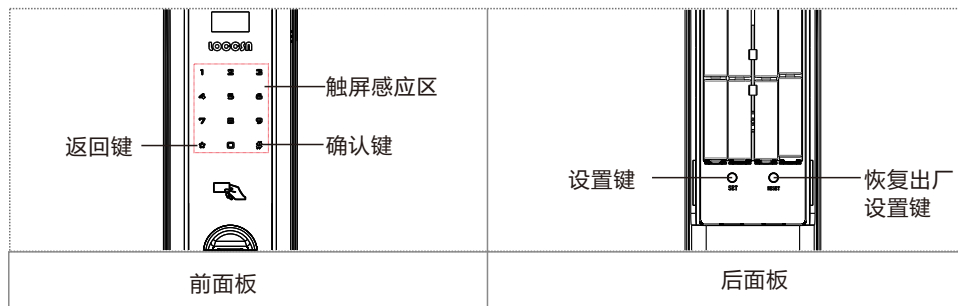 LOCCSN
1 2 3
触屏感应区
4 5 6
7 8 9
返回键
* 0 #
确认键
设置键
SET
RESET
恢复出厂
设置键
前面板
后面板